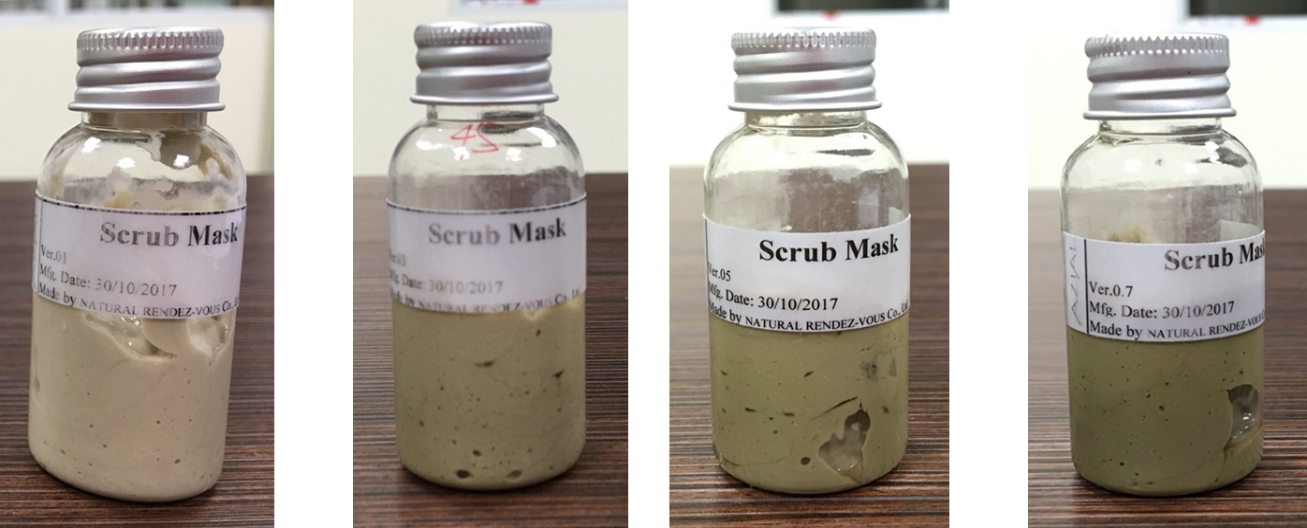 Scrub Mask
Ver.01
Mfg. Date: 30/10/2017
Made by NATURAL RENDEZ-VOUS Co.,
45
Scrub Mask
Mfg. Date: 30/10/2017
Made by NATURAL RENDEZ-VOUS Co., Ltd.
Scrub Mask
Ver.05
Mfg. Date: 30/10/2017
Made by NATURAL RENDEZ-VOUS Co., Ltd.
Scrub Mas
Ver.0.7
Mfg. Date: 30/10/2017
Made by NATURAL RENDEZ-VOUS